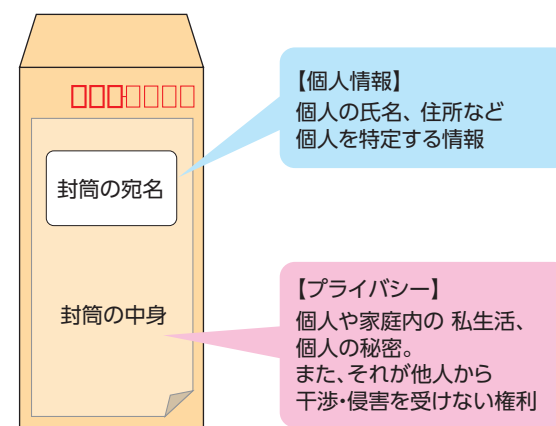 【個人情報】
個人の氏名、住所など
個人を特定する情報
封筒の宛名
【プライバシー】
個人や家庭内の 私生活、
個人の秘密。
また、それが他人から
干渉・侵害を受けない権利
封筒の中身